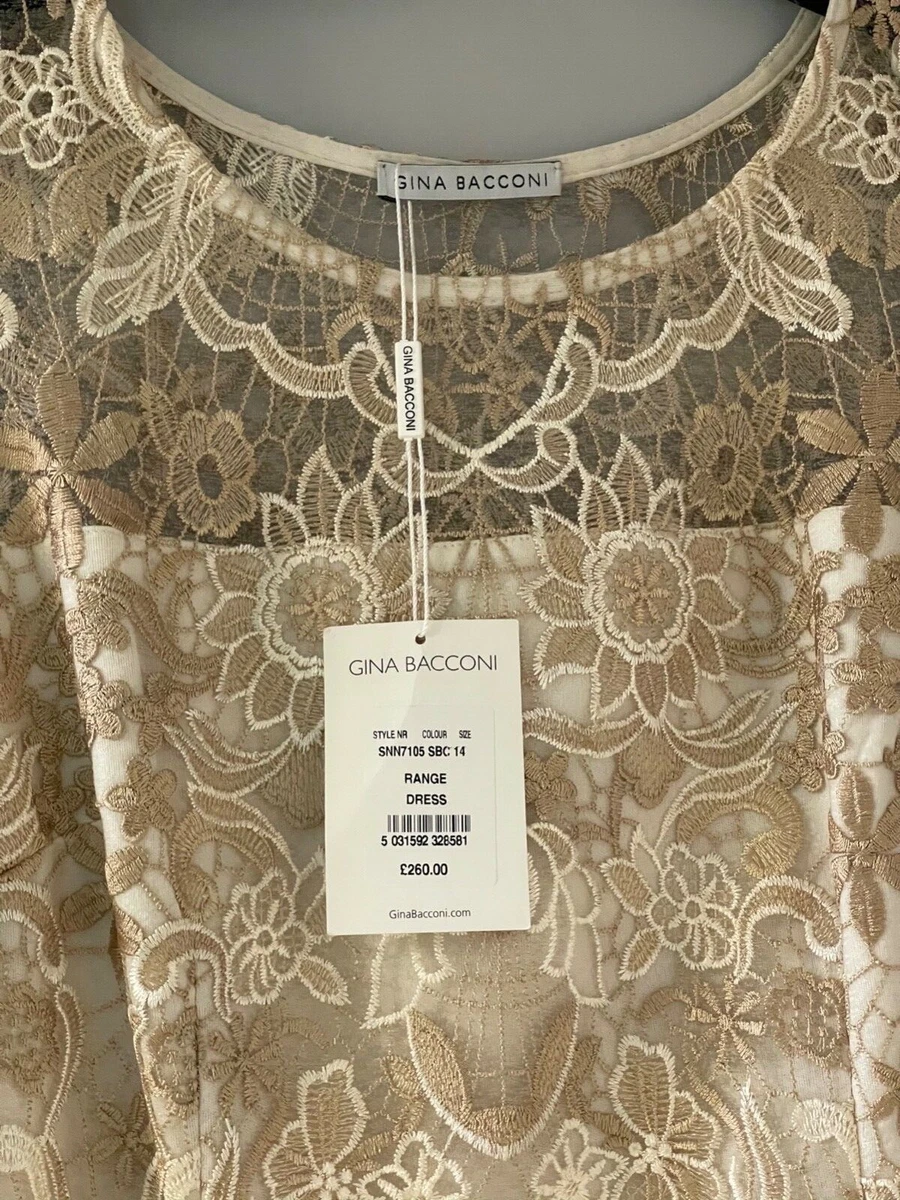 GINA BACCONI
GINA BACCONI
GINA BACCONI
STYLE NR COLOUR SIZE
SNN7105 SBC 14
RANGE
DRESS
5 031592 328581
£260.00
GinaBacconi.com